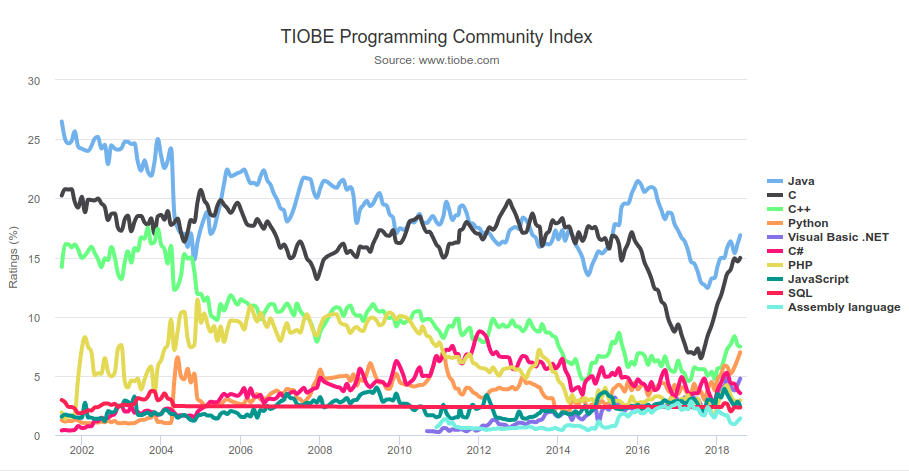 TIOBE Programming Community Index
Source: www.tiobe.com
Ratings (%)
30
25
20
15
10
5
0
2002 2004 2006 2008 2010 2012 2014 2016 2018
Java
C
C++
Python
Visual Basic .NET
C#
PHP
JavaScript
SQL
Assembly language